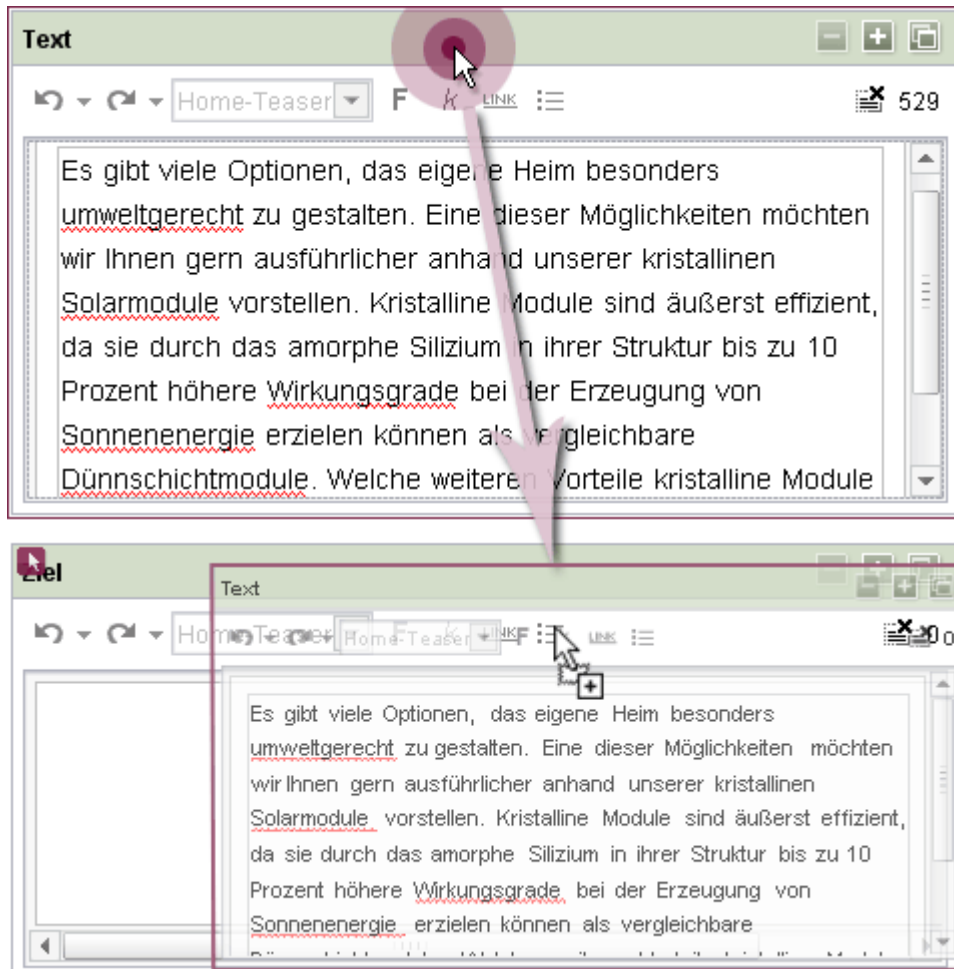 Text
Home-Teaser F k LINK 529
Es gibt viele Optionen, das eigene Heim besonders
umweltgerecht zu gestalten. Eine dieser Möglichkeiten möchten
wir Ihnen gern ausführlicher anhand unserer kristallinen
Solarmodule vorstellen. Kristalline Module sind äußerst effizient,
da sie durch das amorphe Silizium in ihrer Struktur bis zu 10
Prozent höhere Wirkungsgrade bei der Erzeugung von
Sonnenenergie erzielen können als vergleichbare
Dünnschichtmodule. Welche weiteren Vorteile kristalline Module
Ziel
Text
Home-Teaser LINK 0
Home-Teaser F LINK
Es gibt viele Optionen, das eigene Heim besonders
umweltgerecht zu gestalten. Eine dieser Möglichkeiten möchten
wir Ihnen gern ausführlicher anhand unserer kristallinen
Solarmodule vorstellen. Kristalline Module sind äußerst effizient,
da sie durch das amorphe Silizium in ihrer Struktur bis zu 10
Prozent höhere Wirkungsgrade bei der Erzeugung von
Sonnenenergie erzielen können als vergleichbare